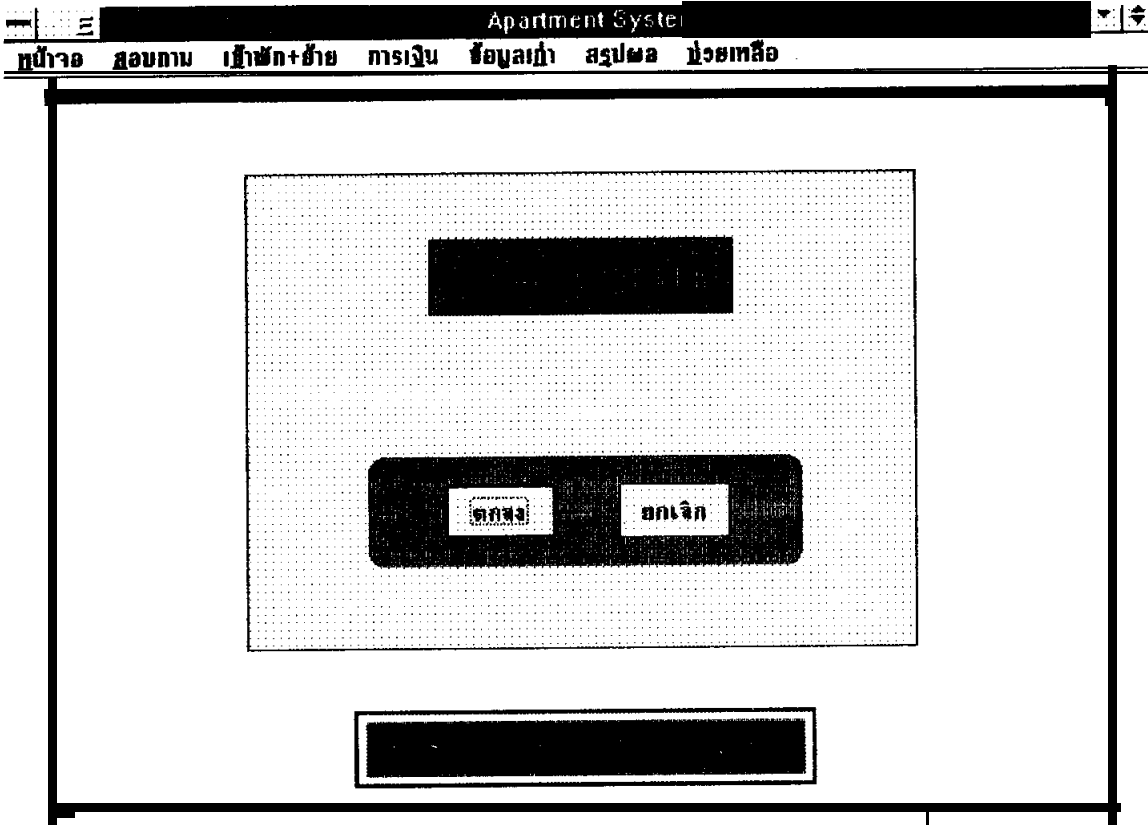 Apartment Syste
หน้าจอ สอบถาม เข้าพัก+ย้าย การเงิน ข้อมูลเก่า สรุปผล ช่วยเหลือ
ตกลง ยกเลิก